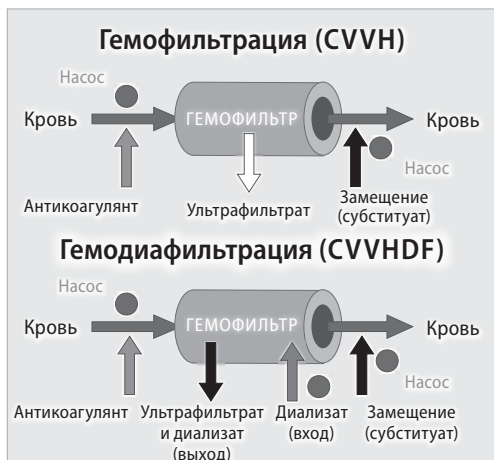 Гемофильтрация (CVVH)
Насос
Кровь
ГЕМОФИЛЬТР
Кровь
Насос
Антикоагулянт
Ультрафильтрат
Замещение
(субституат)
Гемодиафильтрация (CVVHDF)
Насос
Кровь
ГЕМОФИЛЬТР
Кровь
Насос
Антикоагулянт
Ультрафильтрат
и диализат
(выход)
Диализат
(вход)
Замещение
(субституат)